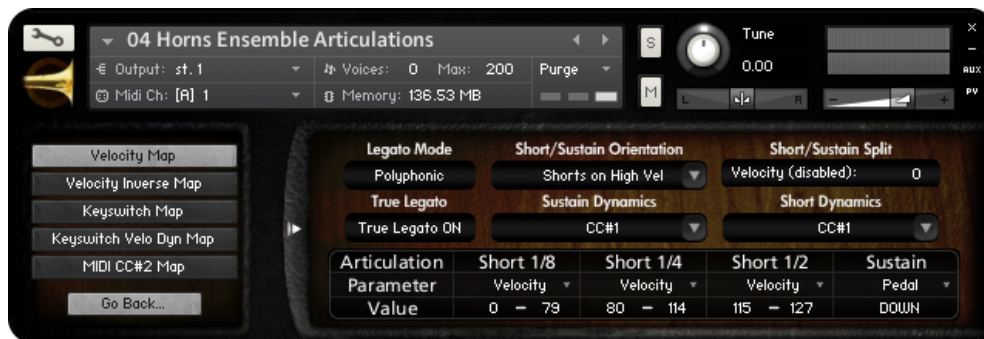 04 Horns Ensemble Articulations
Output: st.1
Voices: 0 Max: 200
Purge
Midi Ch: [A] 1
Memory: 136.53 MB
S
M
Tune
0.00
L R
- +
×
–
AUX
PV
Velocity Map
Velocity Inverse Map
Keyswitch Map
Keyswitch Velo Dyn Map
MIDI CC#2 Map
Go Back...
Legato Mode Short/Sustain Orientation Short/Sustain Split
Polyphonic Shorts on High Vel Velocity (disabled): 0
True Legato Sustain Dynamics Short Dynamics
True Legato ON CC#1 CC#1
Articulation Short 1/8 Short 1/4 Short 1/2 Sustain
Parameter Velocity Velocity Velocity Pedal
Value 0 – 79 80 – 114 115 – 127 DOWN